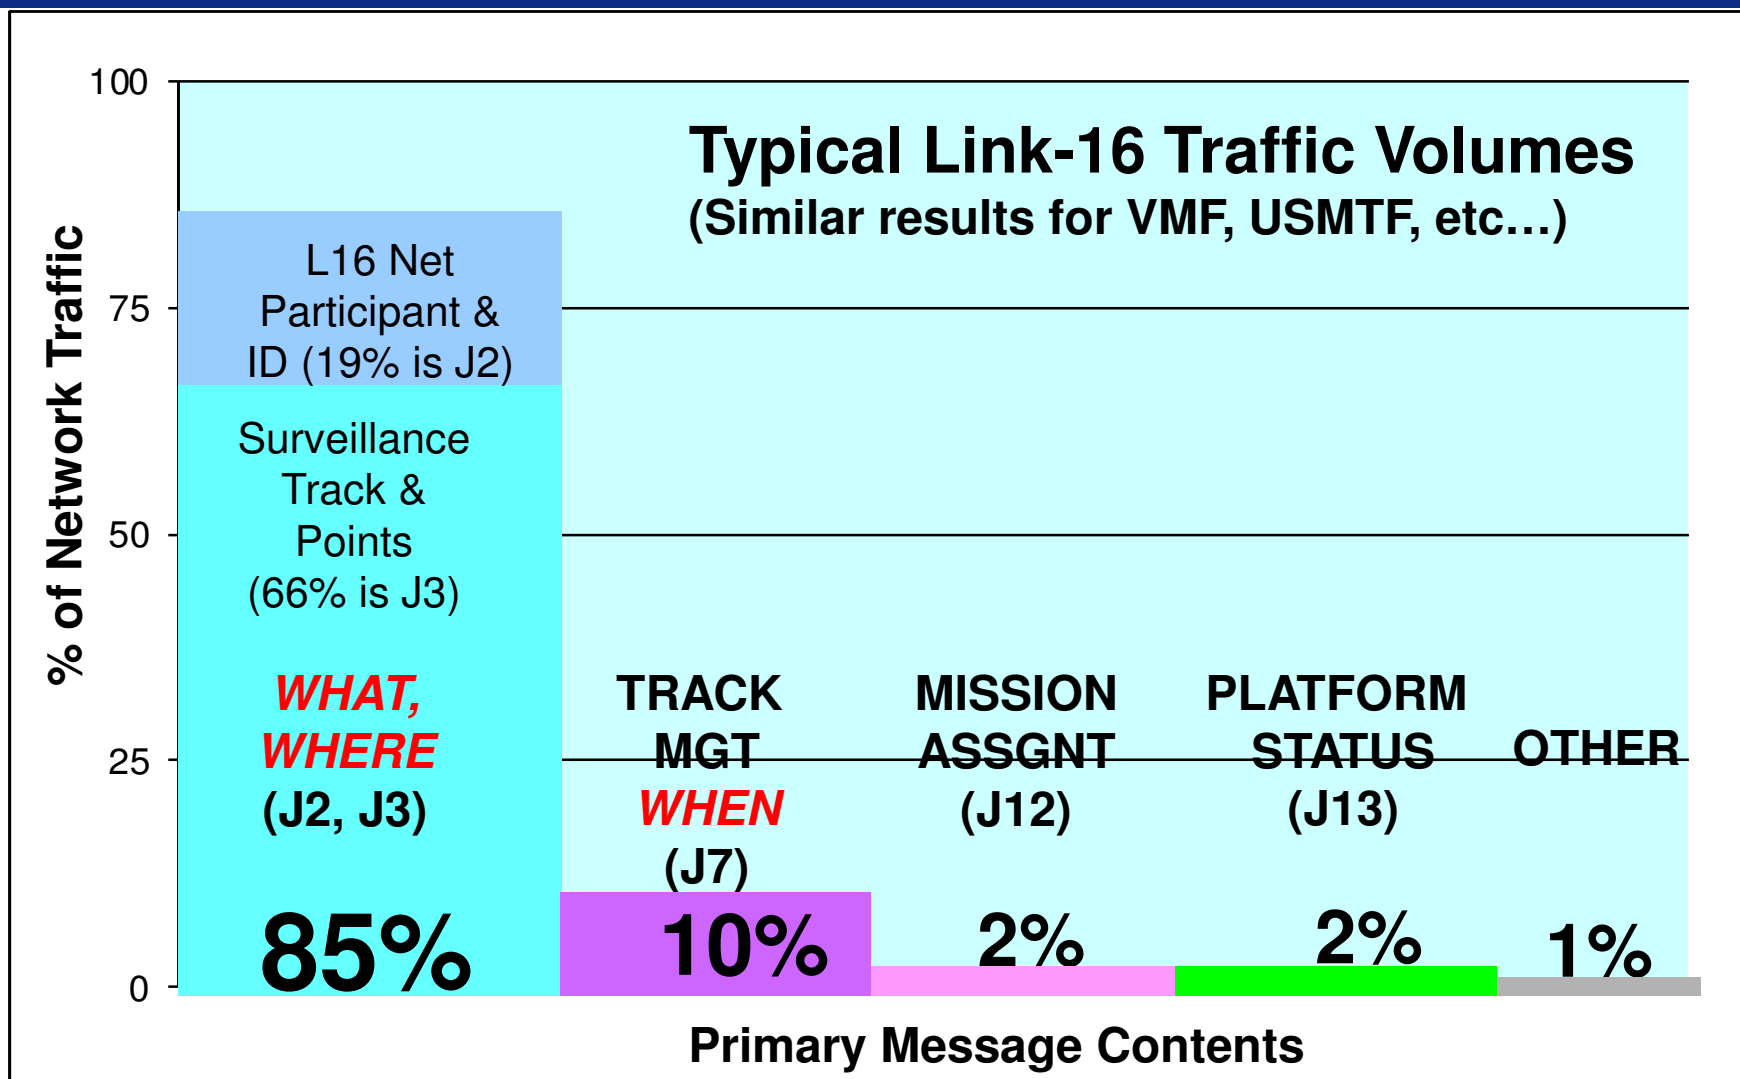 Typical Link-16 Traffic Volumes
(Similar results for VMF, USMTF, etc…)
% of Network Traffic
100
75
50
25
0
L16 Net
Participant &
ID (19% is J2)
Surveillance
Track &
Points
(66% is J3)
WHAT,
WHERE
(J2, J3)
85%
TRACK
MGT
WHEN
(J7)
10%
MISSION
ASSGNT
(J12)
2%
PLATFORM
STATUS
(J13)
2%
OTHER
1%
Primary Message Contents